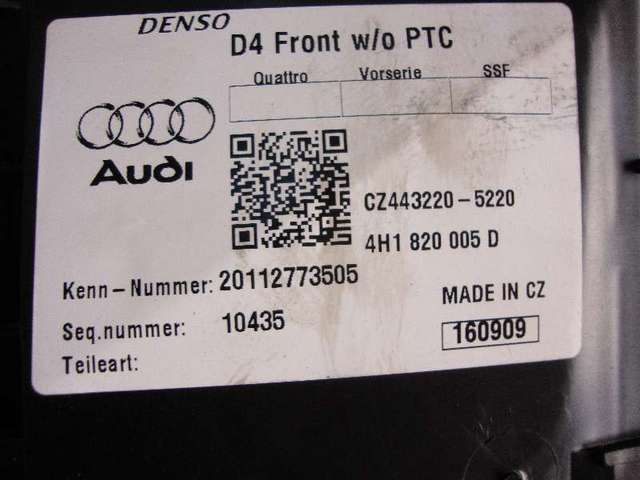 DENSO
D4 Front w/o PTC
Quattro Vorserie SSF
Audi
CZ443220-5220
4H1 820 005 D
Kenn-Nummer: 20112773505
MADE IN CZ
Seq.nummer: 10435
160909
Teileart: